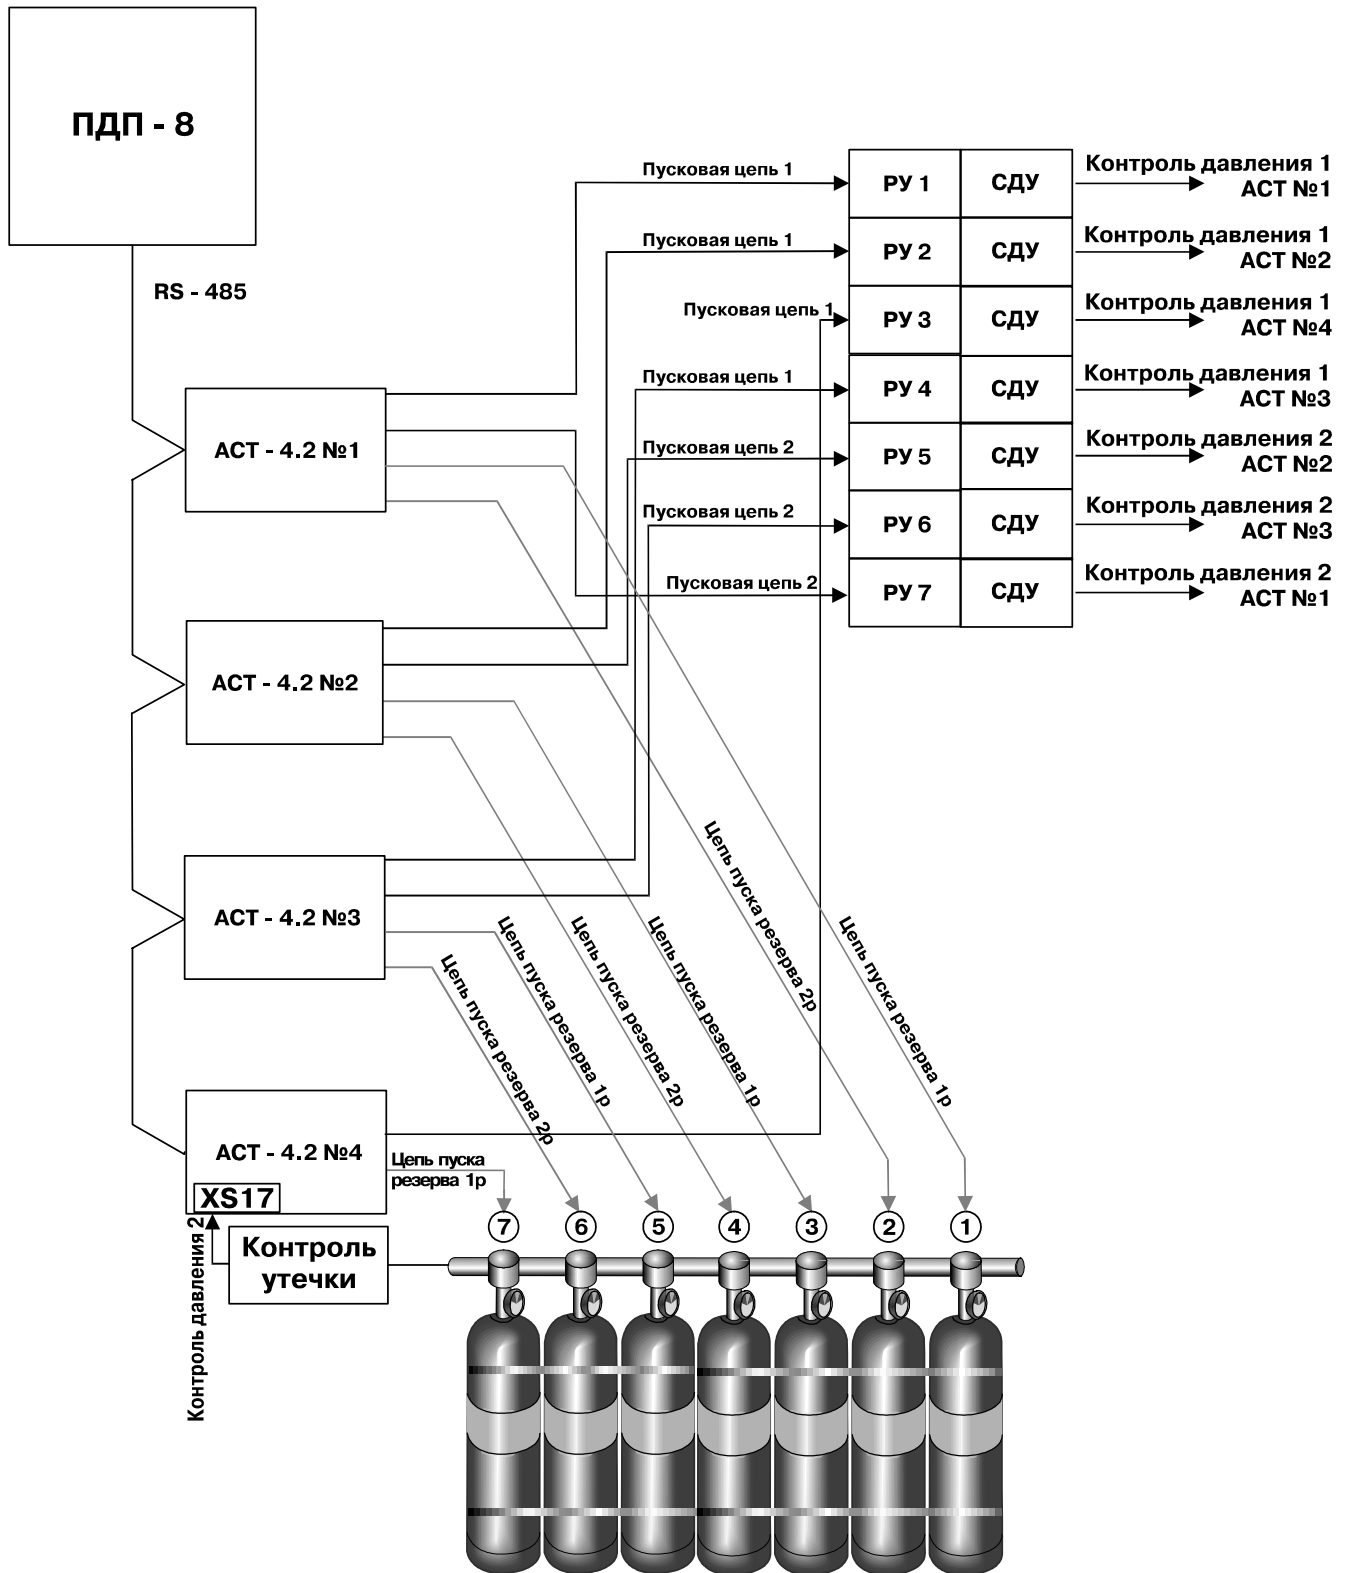 ПДП - 8
RS - 485
Пусковая цепь 1
РУ 1
СДУ
Контроль давления 1
АСТ №1
Пусковая цепь 1
РУ 2
СДУ
Контроль давления 1
АСТ №2
Пусковая цепь 1
РУ 3
СДУ
Контроль давления 1
АСТ №4
Пусковая цепь 1
РУ 4
СДУ
Контроль давления 1
АСТ №3
Пусковая цепь 2
РУ 5
СДУ
Контроль давления 2
АСТ №2
Пусковая цепь 2
РУ 6
СДУ
Контроль давления 2
АСТ №3
Пусковая цепь 2
РУ 7
СДУ
Контроль давления 2
АСТ №1
АСТ - 4.2 №1
АСТ - 4.2 №2
АСТ - 4.2 №3
АСТ - 4.2 №4
XS17
Цепь пуска резерва 2р
Цепь пуска резерва 1р
Цепь пуска резерва 2р
Цепь пуска резерва 1р
Цепь пуска резерва 2р
Цепь пуска резерва 1р
Цепь пуска
резерва 1р
Контроль давления 2
Контроль
утечки
7
6
5
4
3
2
1